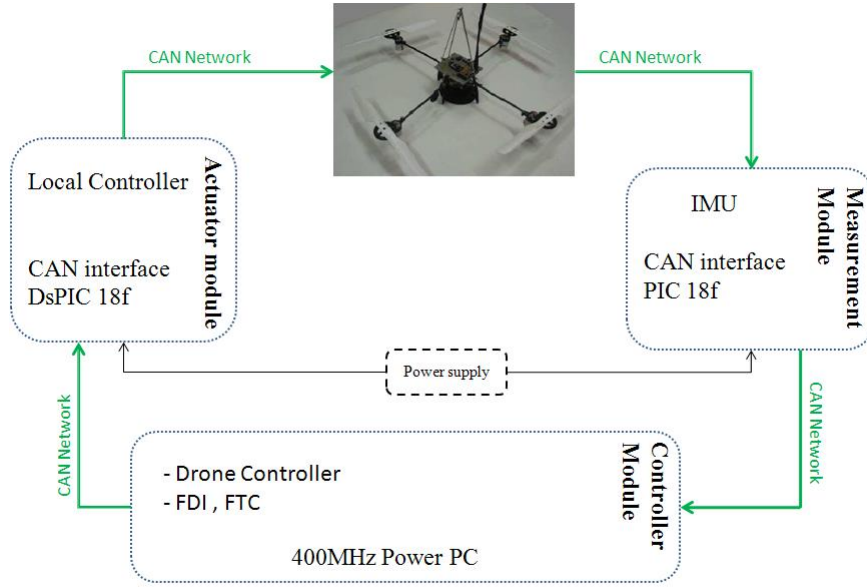 CAN Network
CAN Network
Local Controller
CAN interface
DsPIC 18f
Actuator module
IMU
CAN interface
PIC 18f
Measurement
Module
Power supply
CAN Network
CAN Network
- Drone Controller
- FDI , FTC
400MHz Power PC
Controller
Module